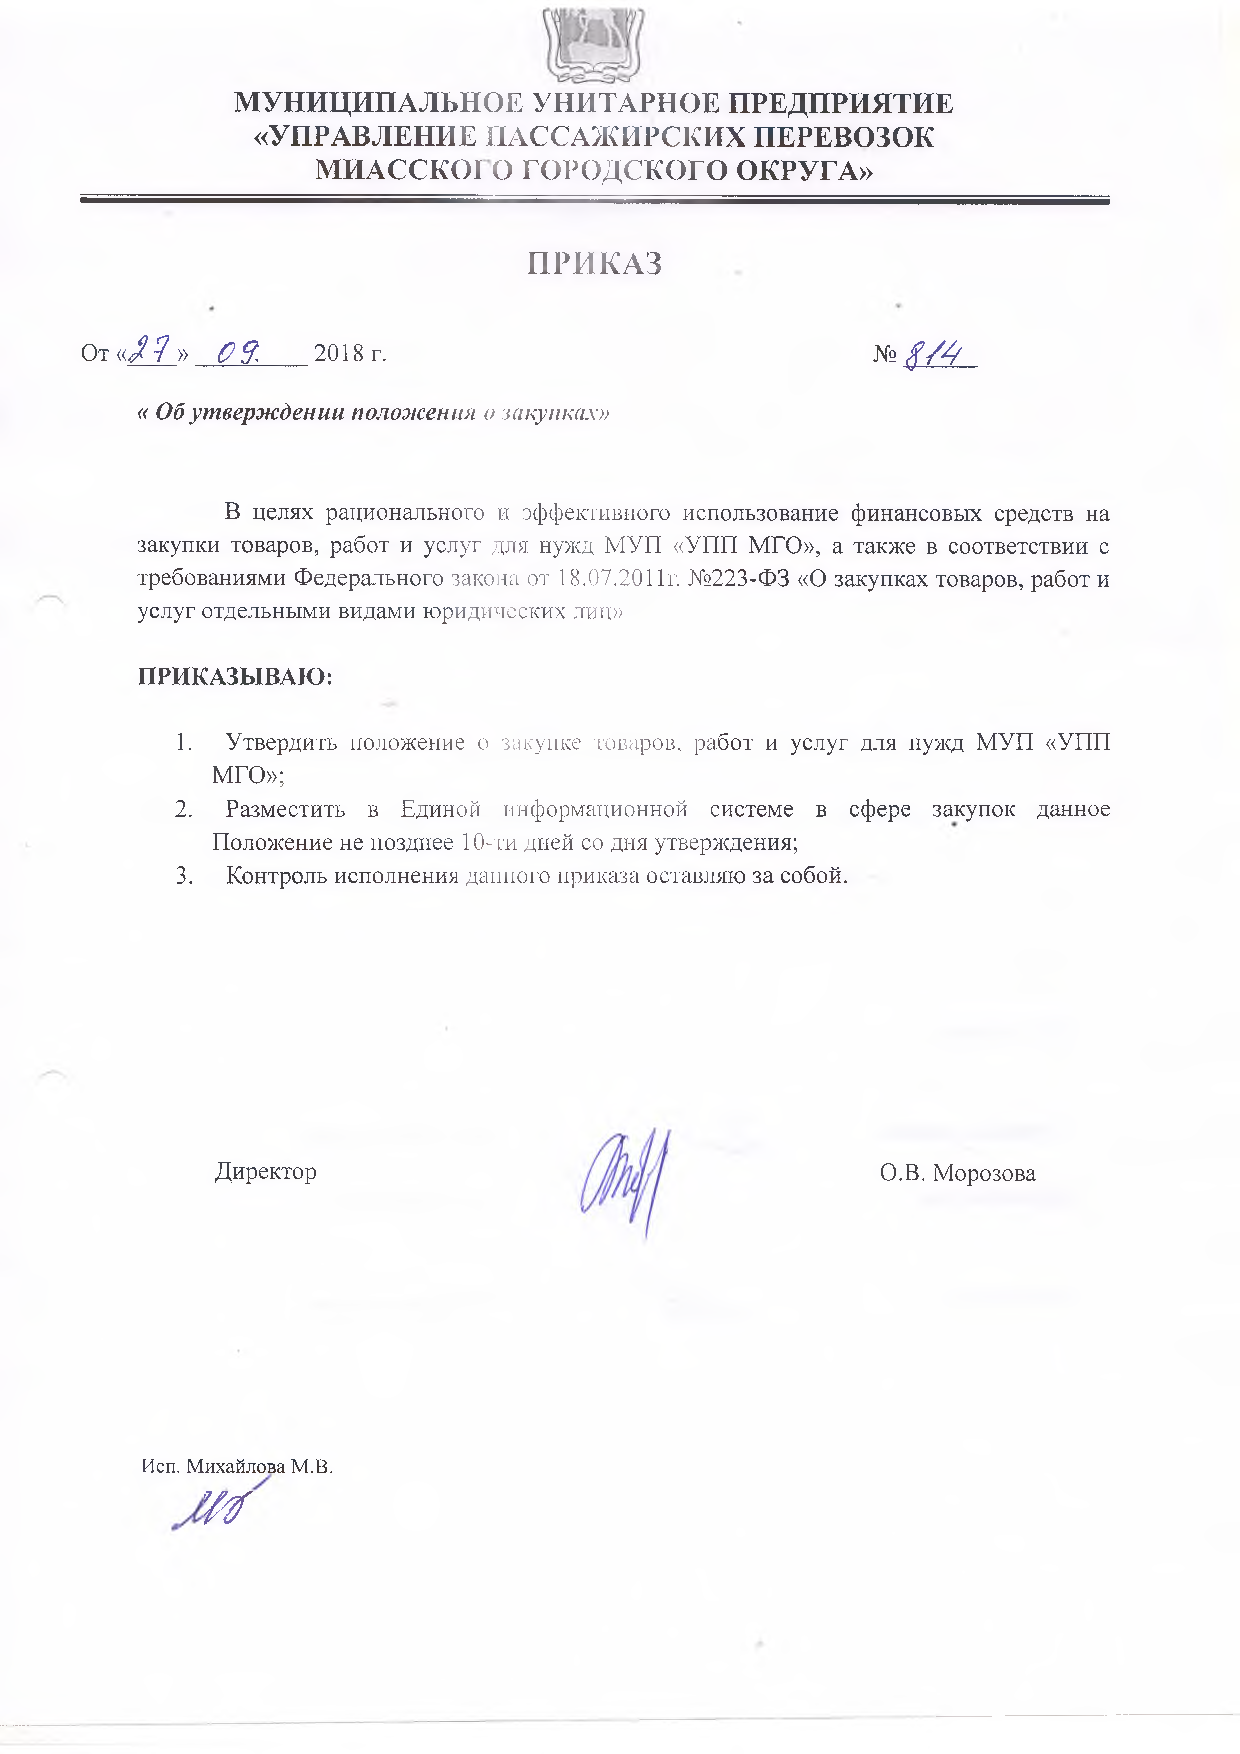 МУНИЦИПАЛЬНОЕ УНИТАРНОЕ ПРЕДПРИЯТИЕ
«УПРАВЛЕНИЕ ПАССАЖИРСКИХ ПЕРЕВОЗОК
МИАССКОГО ГОРОДСКОГО ОКРУГА»
ПРИКАЗ
От «27» 09. 2018 г. № 814
« Об утверждении положения о закупках»
В целях рационального и эффективного использование финансовых средств на
закупки товаров, работ и услуг для нужд МУП «УПП МГО», а также в соответствии с
требованиями Федерального закона от 18.07.2011г. №223-ФЗ «О закупках товаров, работ и
услуг отдельными видами юридических лиц»
ПРИКАЗЫВАЮ:
1. Утвердить положение о закупке товаров, работ и услуг для нужд МУП «УПП
МГО»;
2. Разместить в Единой информационной системе в сфере закупок данное
Положение не позднее 10-ти дней со дня утверждения;
3. Контроль исполнения данного приказа оставляю за собой.
Директор О.В. Морозова
Исп. Михайлова М.В.